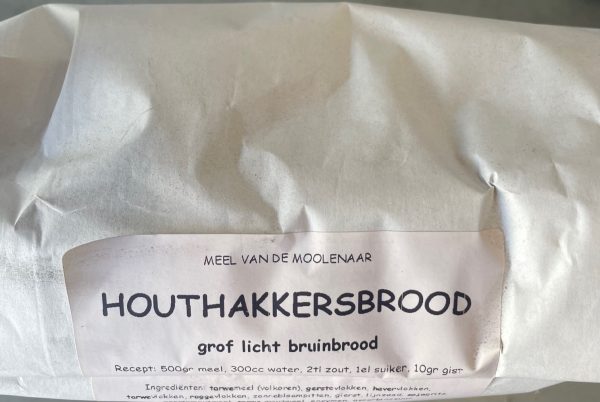 MEEL VAN DE MOOLENAAR
HOUTHAKKERSBROOD
grof licht bruinbrood
Recept: 500gr meel, 300cc water, 2tl zout, 1el suiker, 10gr gist
Ingrediënten: tarwemeel (volkoren), gerstevlokken, havervlokken,
tarwevlokken, roggevlokken, zonnebloempitten, gierst, lijnzaad,